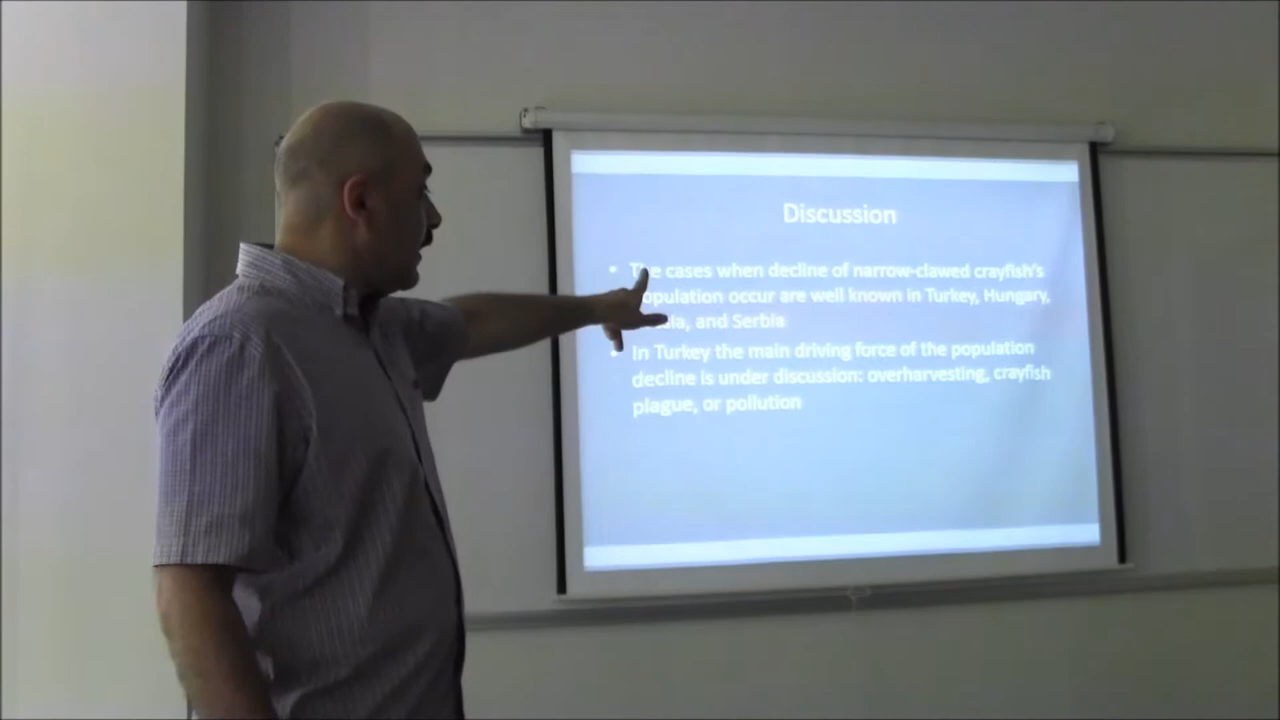 Discussion
• The cases when decline of narrow-clawed crayfish's
population occur are well known in Turkey, Hungary,
and Serbia
• In Turkey the main driving force of the population
decline is under discussion: overharvesting, crayfish
plague, or pollution